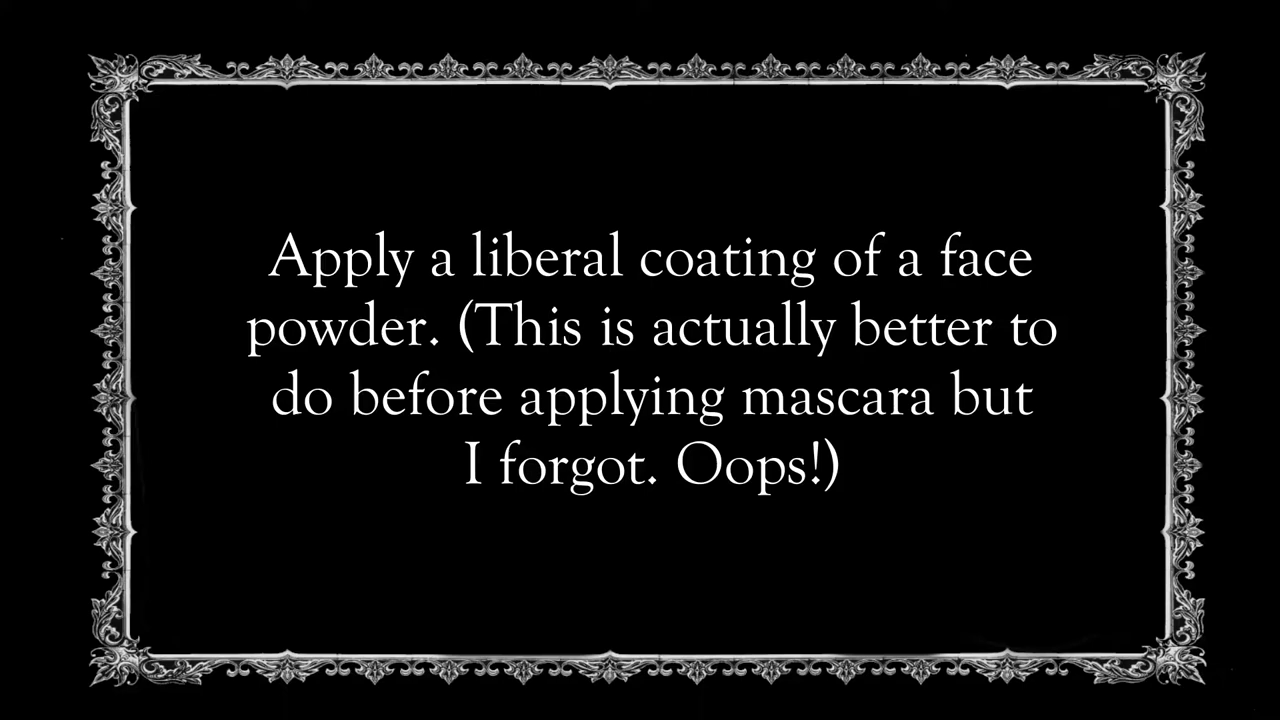 Apply a liberal coating of a face
powder. (This is actually better to
do before applying mascara but
I forgot. Oops!)